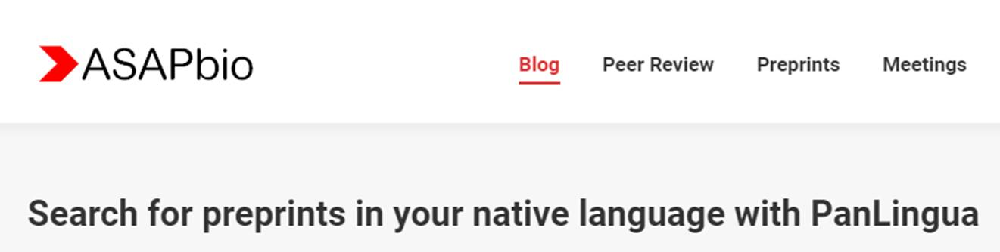 ASAPbio Blog Peer Review Preprints Meetings
Search for preprints in your native language with PanLingua